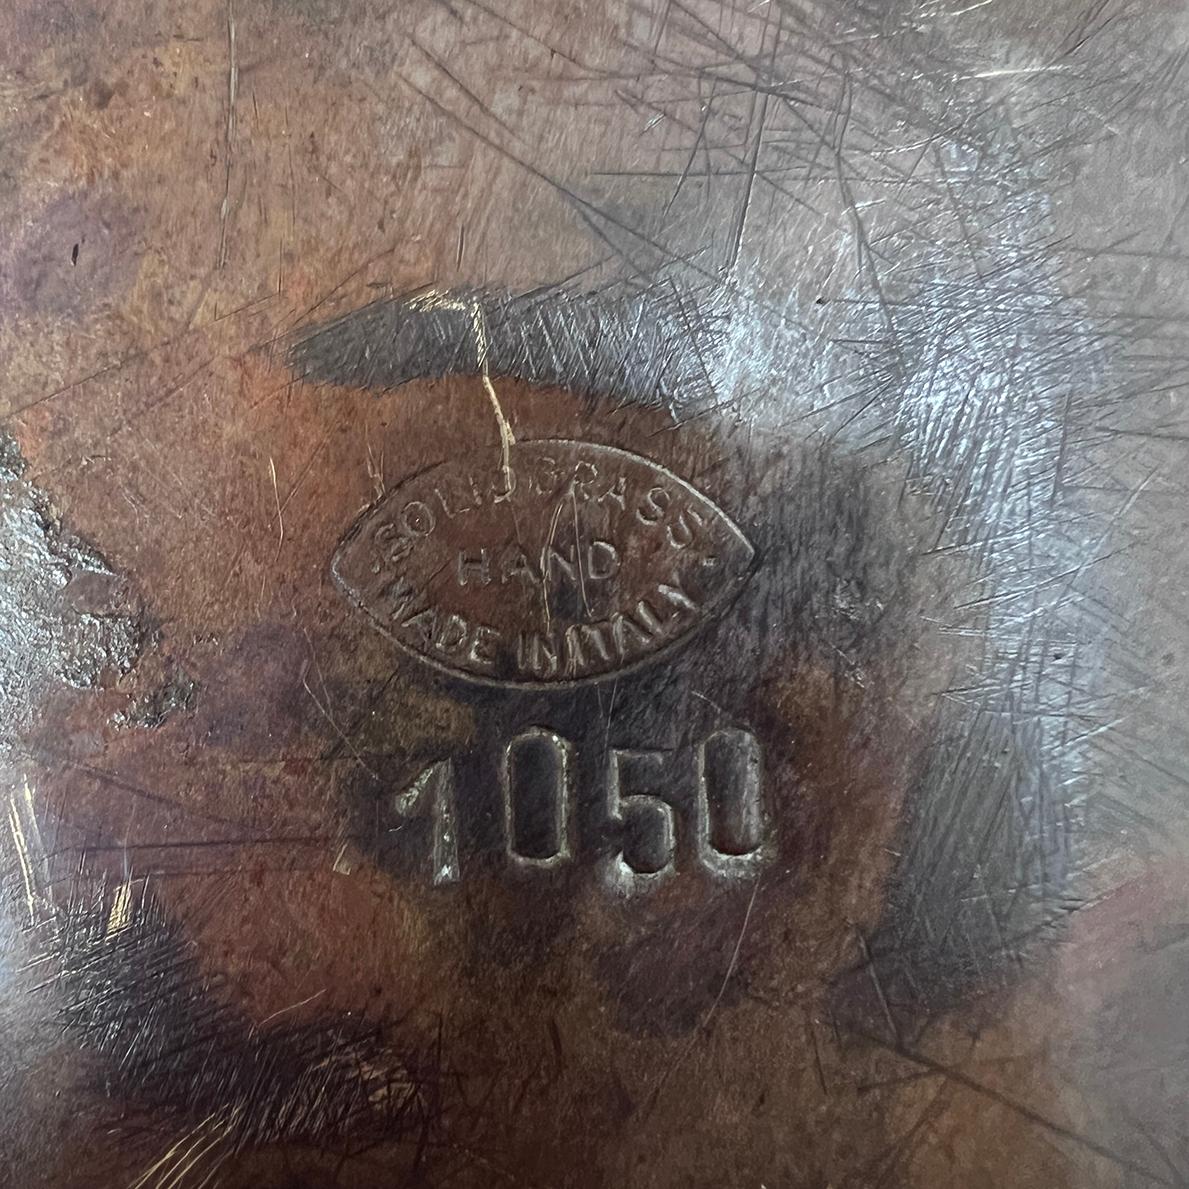 SOLID BRASS
HAND
MADE IN ITALY
1050